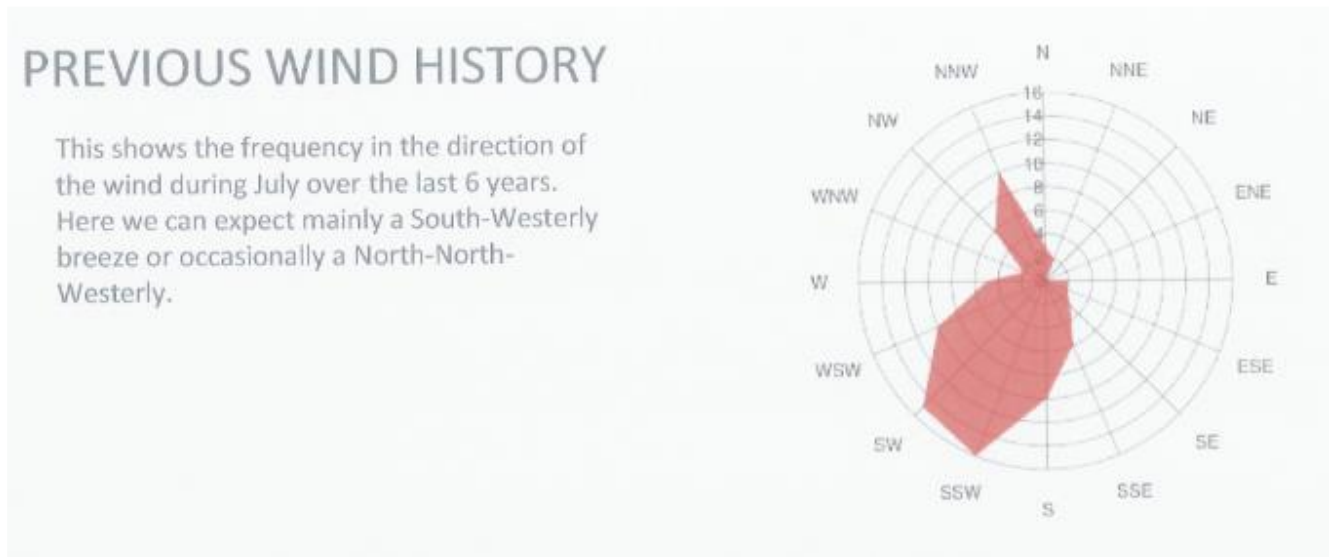 PREVIOUS WIND HISTORY
This shows the frequency in the direction of
the wind during July over the last 6 years.
Here we can expect mainly a South-Westerly
breeze or occasionally a North-North-
Westerly.
N
NNE
NE
ENE
E
ESE
SE
SSE
S
SSW
SW
WSW
W
WNW
NW
NNW
16
14
12
10
8
6
4